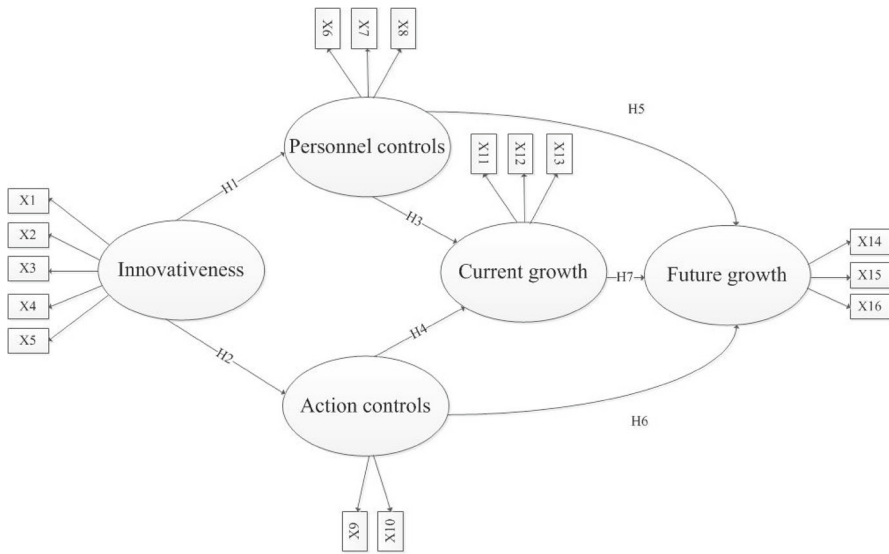 X6
X7
X8
H5
Personnel controls
X11
X12
X13
H1
X1
H3
X2
X14
X3
Innovativeness
Current growth
H7
Future growth
X15
X4
X16
X5
H4
H2
Action controls
H6
X9
X10